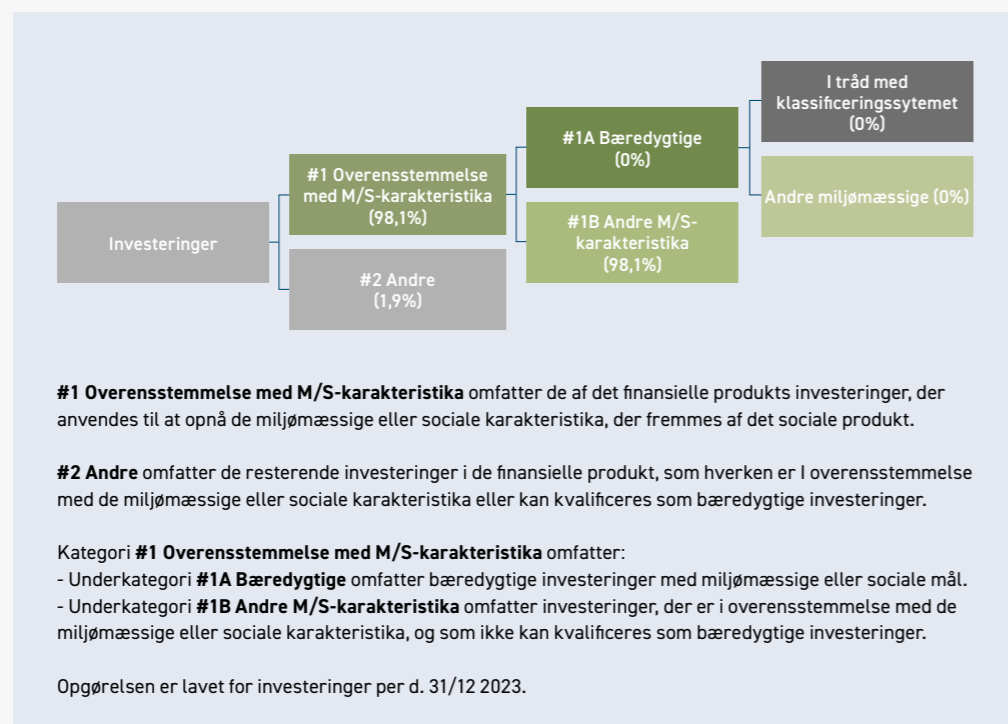 I tråd med
klassificeringssytemet
(0%)
#1A Bæredygtige
(0%)
#1 Overensstemmelse
med M/S-karakteristika
(98,1%)
Andre miljømæssige (0%)
#1B Andre M/S-
karakteristika
(98,1%)
Investeringer
#2 Andre
(1,9%)
#1 Overensstemmelse med M/S-karakteristika omfatter de af det finansielle produkts investeringer, der
anvendes til at opnå de miljømæssige eller sociale karakteristika, der fremmes af det sociale produkt.
#2 Andre omfatter de resterende investeringer i de finansielle produkt, som hverken er I overensstemmelse
med de miljømæssige eller sociale karakteristika eller kan kvalificeres som bæredygtige investeringer.
Kategori #1 Overensstemmelse med M/S-karakteristika omfatter:
- Underkategori #1A Bæredygtige omfatter bæredygtige investeringer med miljømæssige eller sociale mål.
- Underkategori #1B Andre M/S-karakteristika omfatter investeringer, der er i overensstemmelse med de
miljømæssige eller sociale karakteristika, og som ikke kan kvalificeres som bæredygtige investeringer.
Opgørelsen er lavet for investeringer per d. 31/12 2023.